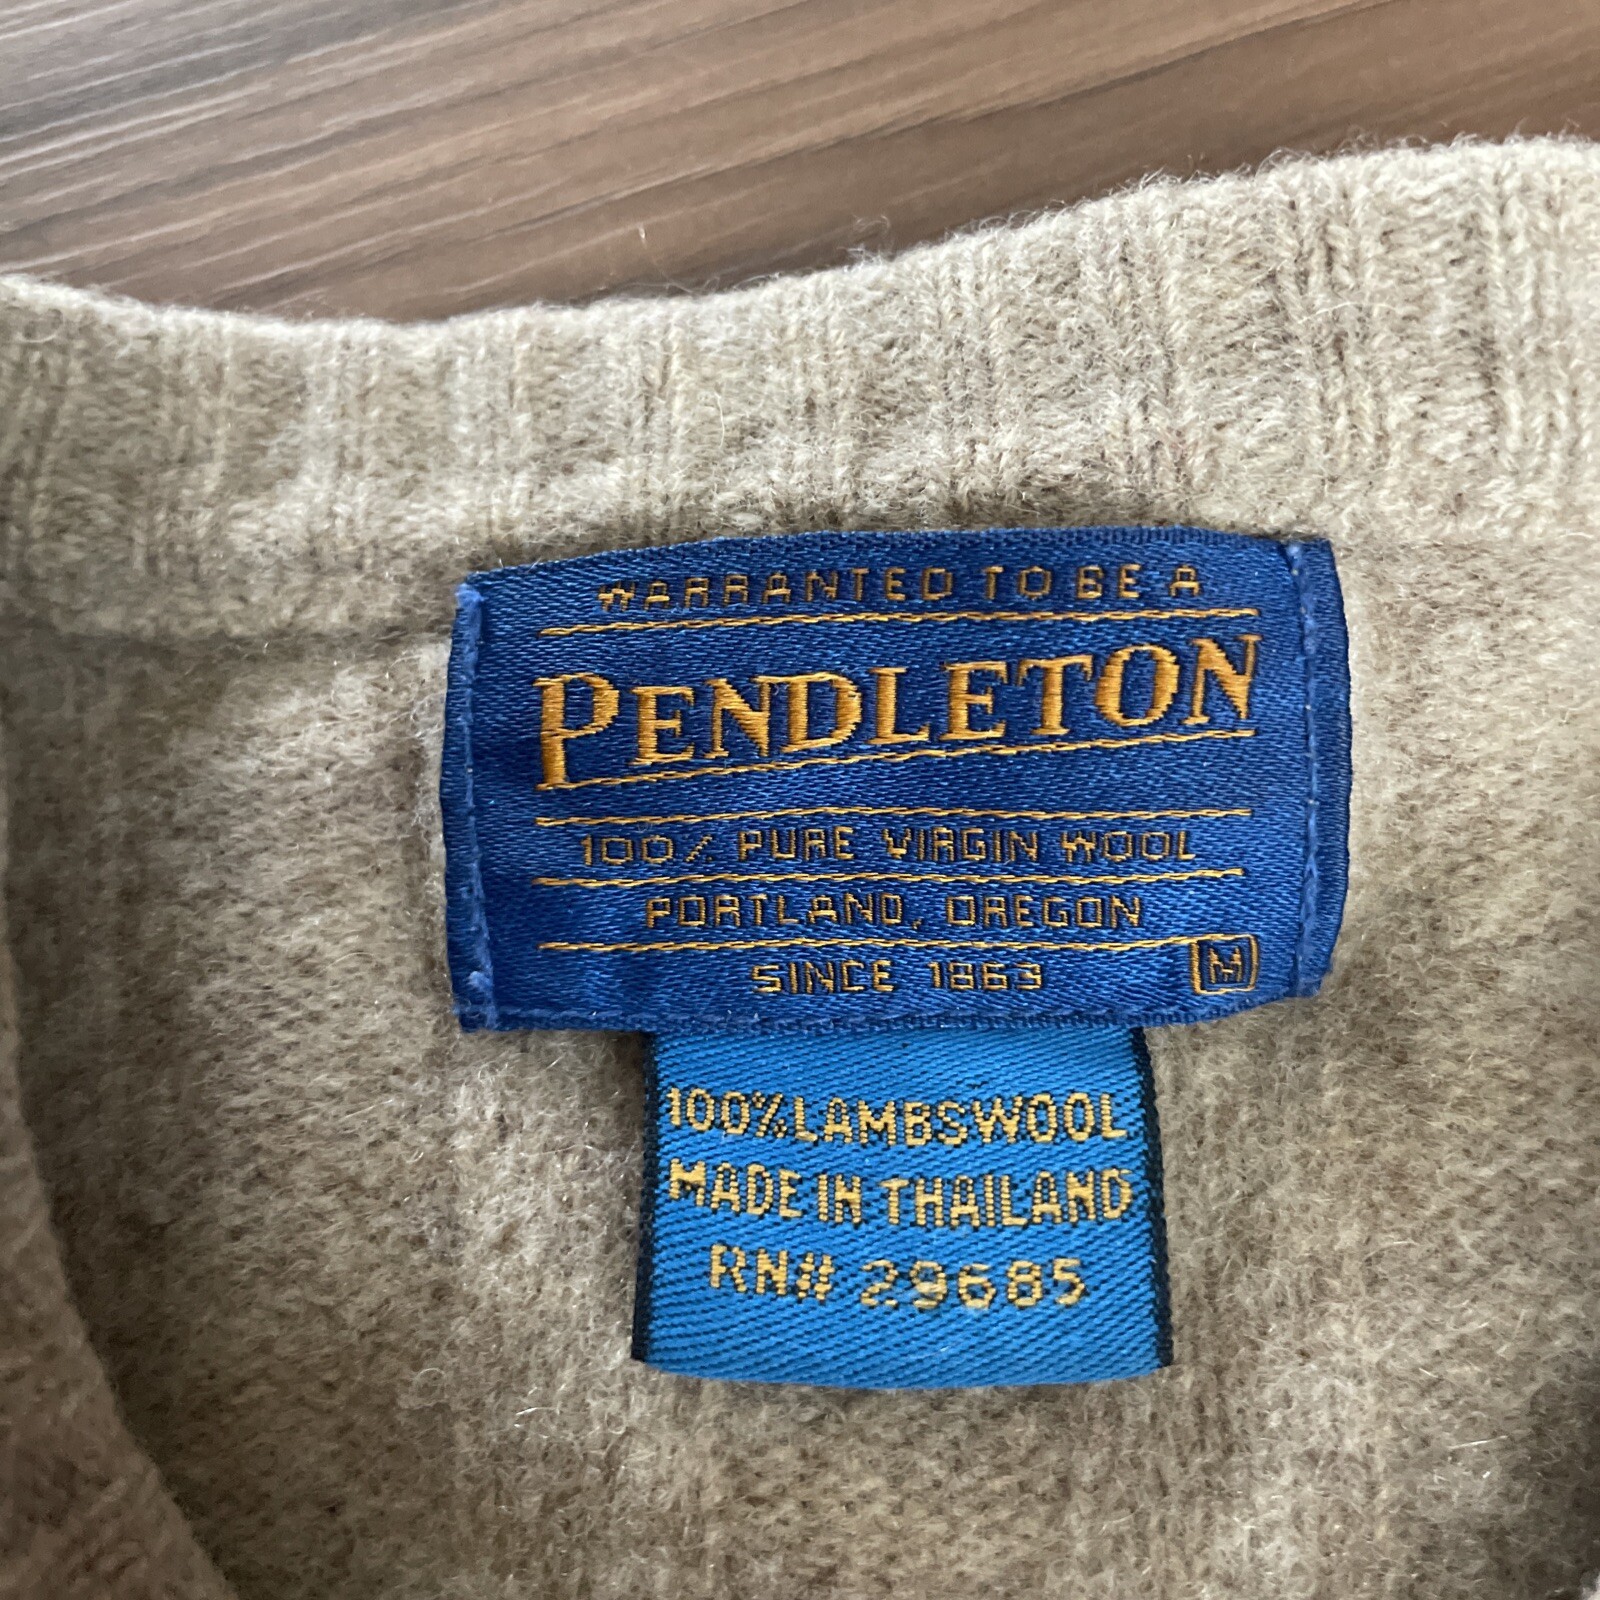 WARRANTED TO BE A
PENDLETON
100% PURE VIRGIN WOOL
PORTLAND, OREGON
SINCE 1863
M
100% LAMBSWOOL
MADE IN THAILAND
RN# 29685